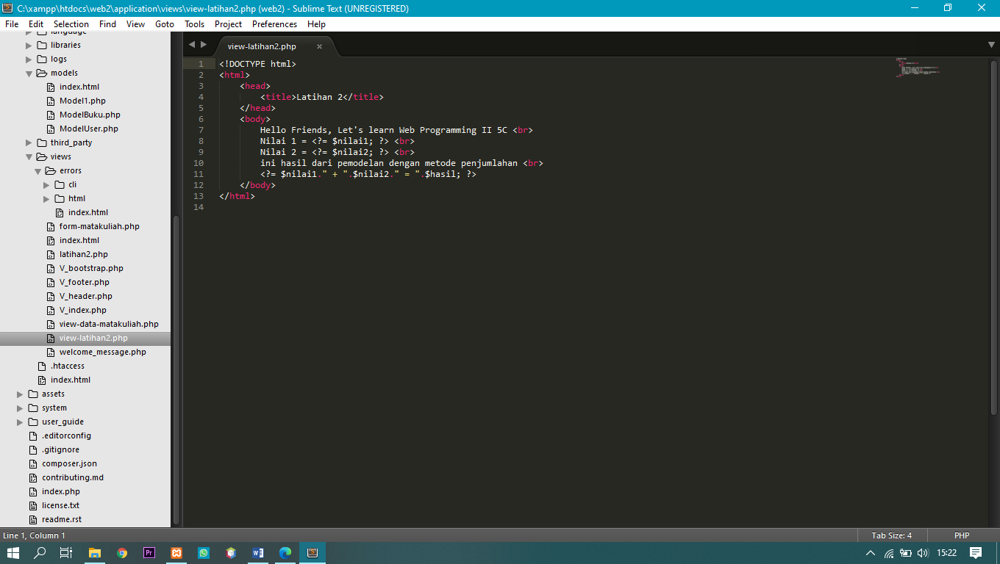 C:\xampp\htdocs\web2\application\views\view-latihan2.php (web2) - Sublime Text (UNREGISTERED)
File Edit Selection Find View Goto Tools Project Preferences Help
language
libraries
logs
models
index.html
Model1.php
ModelBuku.php
ModelUser.php
third_party
views
errors
cli
html
index.html
form-matakuliah.php
index.html
latihan2.php
V_bootstrap.php
V_footer.php
V_header.php
V_index.php
view-data-matakuliah.php
view-latihan2.php
welcome_message.php
.htaccess
index.html
assets
system
user_guide
.editorconfig
.gitignore
composer.json
contributing.md
index.php
license.txt
readme.rst
view-latihan2.php ×
1 <!DOCTYPE html>
2 <html>
3 <head>
4 <title>Latihan 2</title>
5 </head>
6 <body>
7 Hello Friends, Let's learn Web Programming II 5C <br>
8 Nilai 1 = <?= $nilai1; ?> <br>
9 Nilai 2 = <?= $nilai2; ?> <br>
10 ini hasil dari pemodelan dengan metode penjumlahan <br>
11 <?= $nilai1." + ".$nilai2." = ".$hasil; ?>
12 </body>
13 </html>
14
Line 1, Column 1
Tab Size: 4
PHP
Pr
W
S
15:22